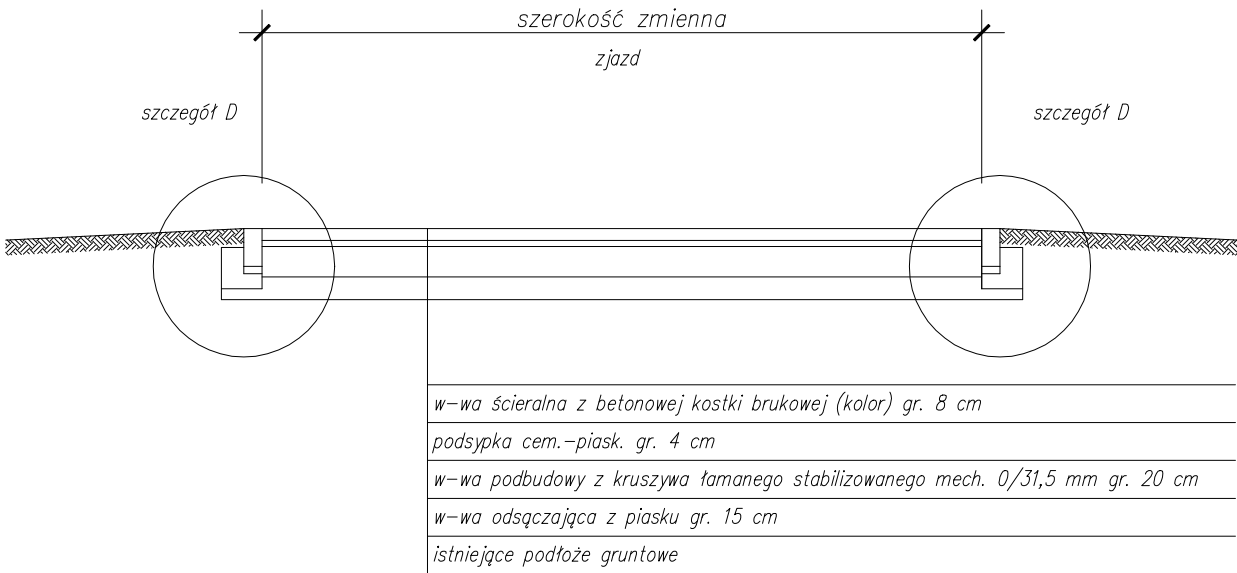 szerokość zmienna
zjazd
szczegół D
szczegół D
w-wa ścieralna z betonowej kostki brukowej (kolor) gr. 8 cm
podsypka cem.-piask. gr. 4 cm
w-wa podbudowy z kruszywa łamanego stabilizowanego mech. 0/31,5 mm gr. 20 cm
w-wa odsączająca z piasku gr. 15 cm
istniejące podłoże gruntowe